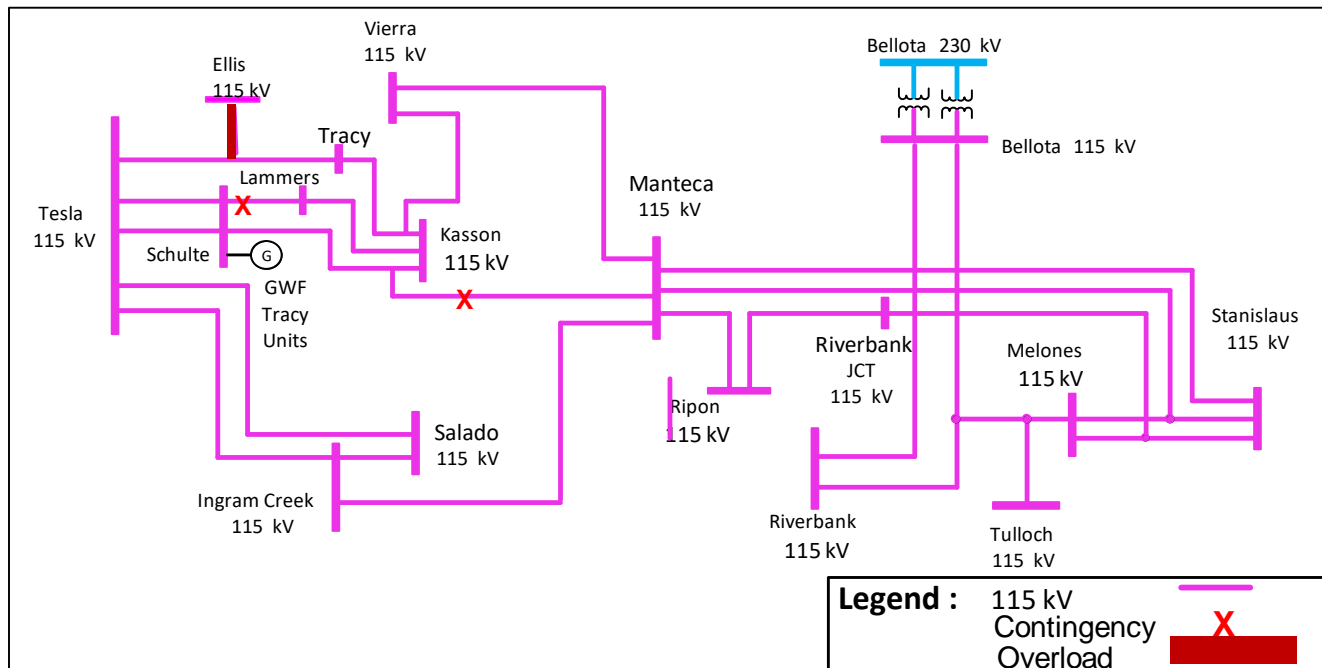 Vierra
115 kV
Bellota 230 kV
Ellis
115 kV
Tracy
Bellota 115 kV
Lammers
Manteca
115 kV
Tesla
115 kV
Kasson
115 kV
Schulte
G
GWF
Tracy
Units
X
X
Stanislaus
115 kV
Riverbank
JCT
115 kV
Melones
115 kV
Ripon
115 kV
Salado
115 kV
Ingram Creek
115 kV
Riverbank
115 kV
Tulloch
115 kV
Legend :
115 kV
Contingency X
Overload